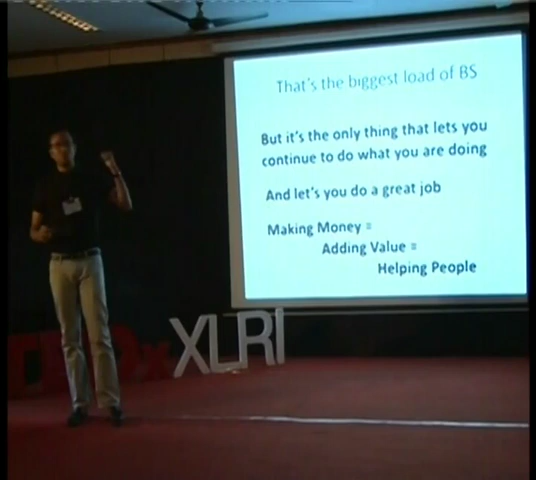 That's the biggest load of BS
But it's the only thing that lets you
continue to do what you are doing
And let's you do a great job
Making Money =
Adding Value =
Helping People
TEDx XLRI